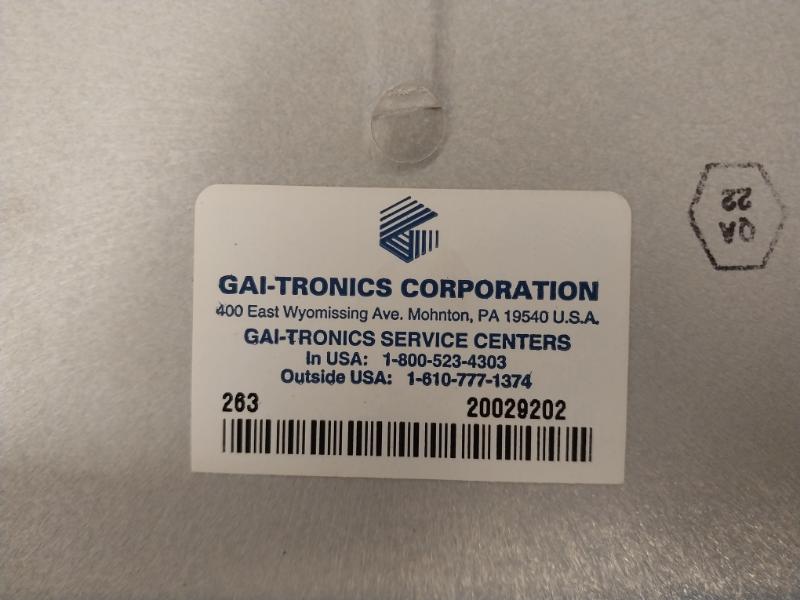 GAI-TRONICS CORPORATION
400 East Wyomissing Ave. Mohnton, PA 19540 U.S.A.
GAI-TRONICS SERVICE CENTERS
In USA: 1-800-523-4303
Outside USA: 1-610-777-1374
263 20029202
QA
22